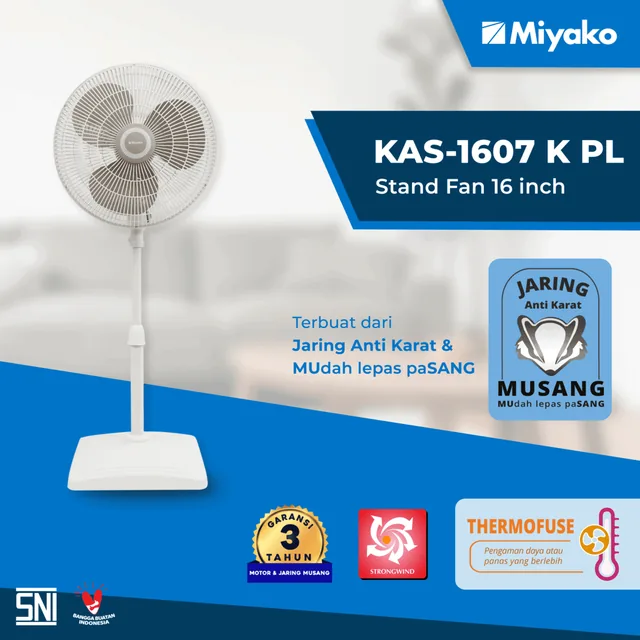 Miyako
KAS-1607 K PL
Stand Fan 16 inch
JARING
Anti Karat
MUSANG
MUdah lepas paSANG
Terbuat dari
Jaring Anti Karat &
MUdah lepas paSANG
GARANSI
3
TAHUN
MOTOR & JARING MUSANG
STRONGWIND
THERMOFUSE
Pengaman daya atau
panas yang berlebih
SNI
BANGGA BUATAN
INDONESIA